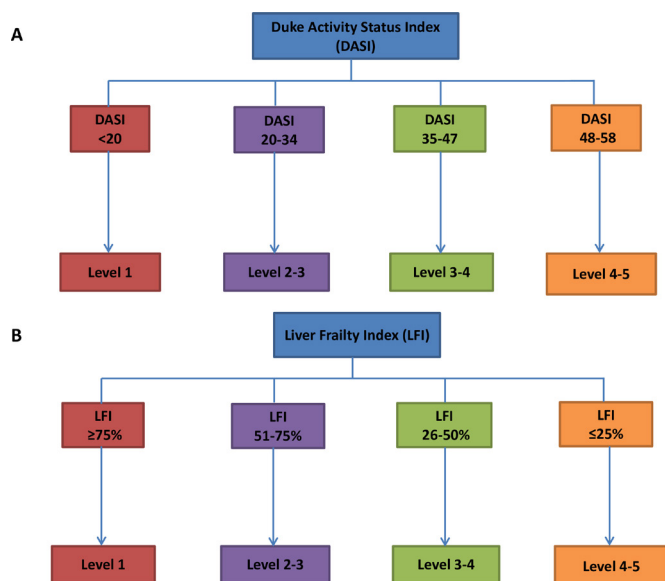 A
Duke Activity Status Index
(DASI)
DASI
<20
DASI
20-34
DASI
35-47
DASI
48-58
Level 1
Level 2-3
Level 3-4
Level 4-5
B
Liver Frailty Index (LFI)
LFI
≥75%
LFI
51-75%
LFI
26-50%
LFI
≤25%
Level 1
Level 2-3
Level 3-4
Level 4-5